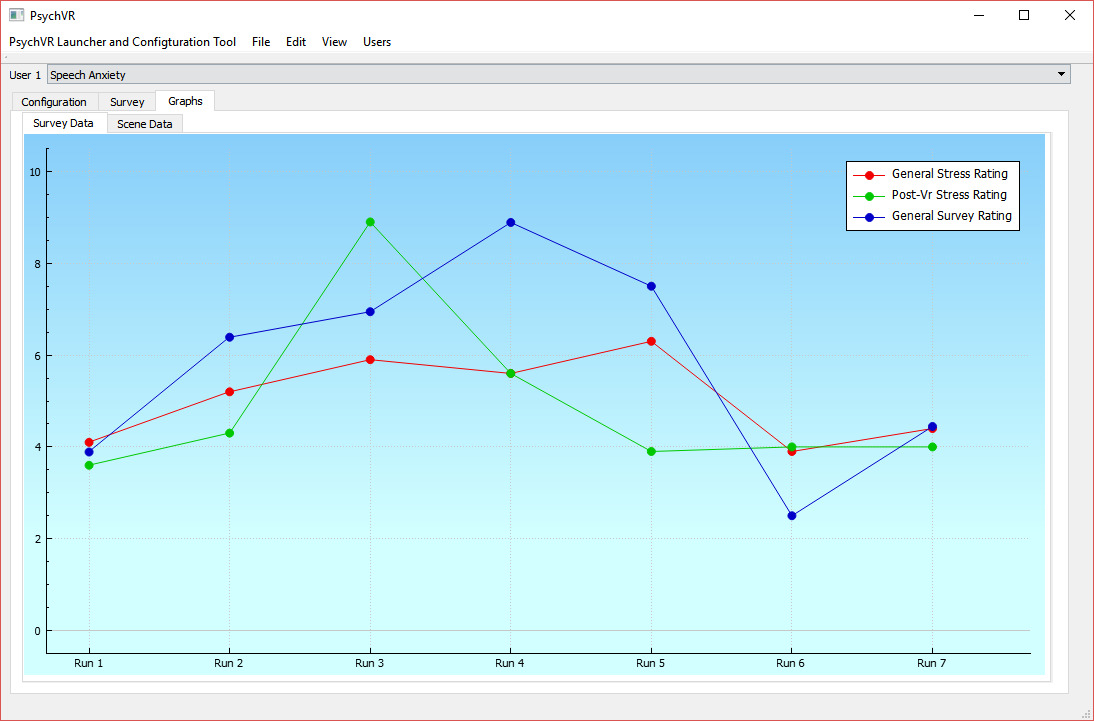 PsychVR
PsychVR Launcher and Configturation Tool File Edit View Users
User 1 Speech Anxiety
Configuration Survey Graphs
Survey Data Scene Data
General Stress Rating
Post-Vr Stress Rating
General Survey Rating
10
8
6
4
2
0
Run 1 Run 2 Run 3 Run 4 Run 5 Run 6 Run 7